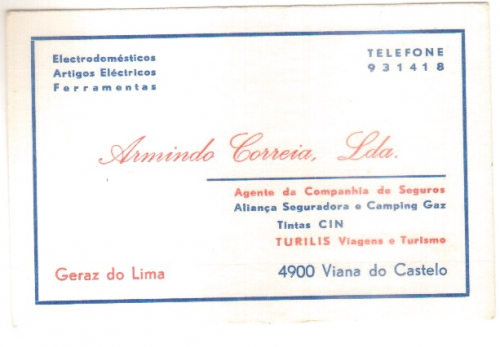 Electrodomésticos
Artigos Eléctricos
Ferramentas
TELEFONE
931418
Armindo Correia, Lda.
Agente da Companhia de Seguros
Aliança Seguradora e Camping Gaz
Tintas CIN
TURILIS Viagens e Turismo
Geraz do Lima
4900 Viana do Castelo